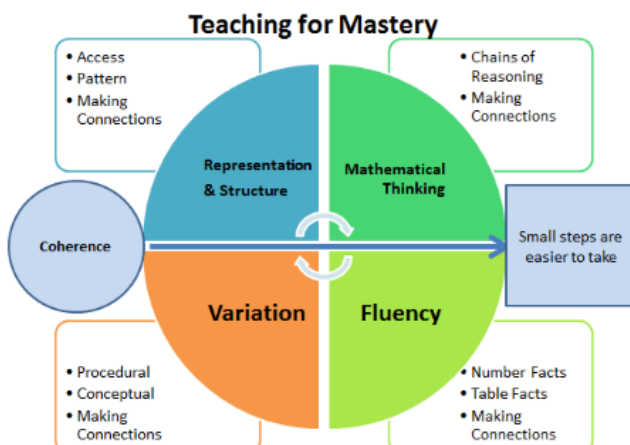 Teaching for Mastery
• Access
• Pattern
• Making
Connections
• Chains of
Reasoning
• Making
Connections
Representation
& Structure
Mathematical
Thinking
Coherence
Small steps are
easier to take
Variation
Fluency
• Procedural
• Conceptual
• Making
Connections
• Number Facts
• Table Facts
• Making
Connections